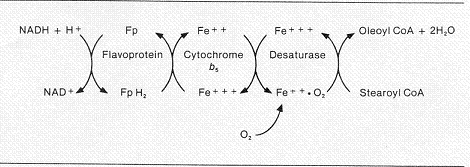 NADH + H+ Fp Fe++ Fe+++ Oleoyl CoA + 2H₂O
Flavoprotein Cytochrome Desaturase
b₅
NAD+ Fp H₂ Fe+++ Fe++ • O₂ Stearoyl CoA
O₂